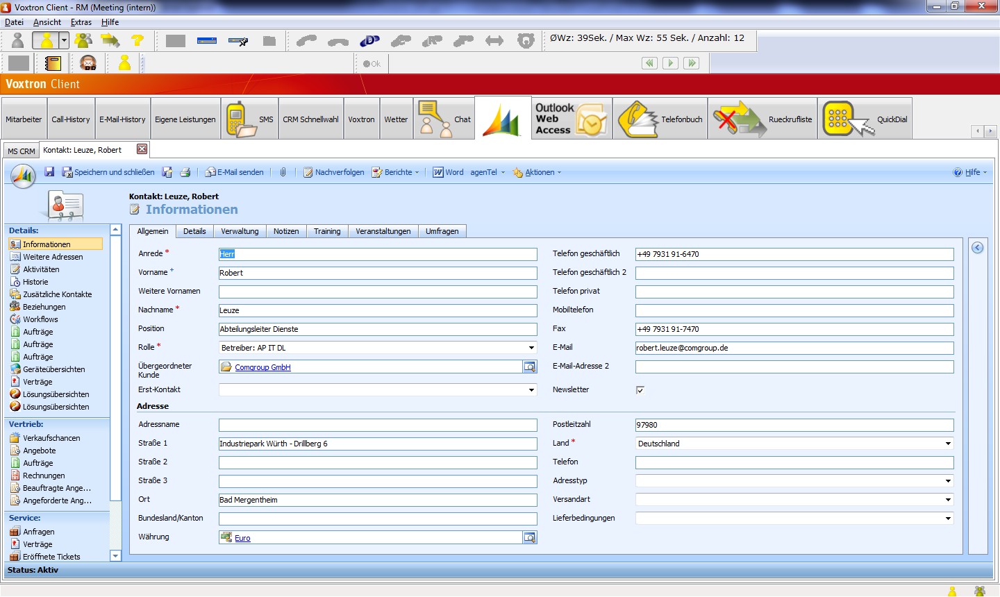 Voxtron Client - RM (Meeting (intern))
Datei Ansicht Extras Hilfe
ØWz: 39Sek. / Max Wz: 55 Sek. / Anzahl: 12
Ok
Voxtron Client
Mitarbeiter Call-History E-Mail-History Eigene Leistungen SMS CRM Schnellwahl Voxtron Wetter Chat Outlook Web Access Telefonbuch Rueckrufliste QuickDial
MS CRM Kontakt: Leuze, Robert
Speichern und schließen E-Mail senden Nachverfolgen Berichte Word agenTel Aktionen Hilfe
Kontakt: Leuze, Robert
Informationen
Details:
Informationen
Weitere Adressen
Aktivitäten
Historie
Zusätzliche Kontakte
Beziehungen
Workflows
Aufträge
Aufträge
Aufträge
Geräteübersichten
Verträge
Lösungsübersichten
Lösungsübersichten
Vertrieb:
Verkaufschancen
Angebote
Aufträge
Rechnungen
Beauftragte Ange...
Angeforderte Ang...
Service:
Anfragen
Verträge
Eröffnete Tickets
Allgemein Details Verwaltung Notizen Training Veranstaltungen Umfragen
Anrede * Herr
Vorname + Robert
Weitere Vornamen
Nachname * Leuze
Position Abteilungsleiter Dienste
Rolle * Betreiber: AP IT DL
Übergeordneter
Kunde Comgroup GmbH
Erst-Kontakt
Telefon geschäftlich +49 7931 91-6470
Telefon geschäftlich 2
Telefon privat
Mobiltelefon
Fax +49 7931 91-7470
E-Mail robert.leuze@comgroup.de
E-Mail-Adresse 2
Newsletter
Adresse
Adressname
Straße 1 Industriepark Würth - Drillberg 6
Straße 2
Straße 3
Ort Bad Mergentheim
Bundesland/Kanton
Währung Euro
Postleitzahl 97980
Land * Deutschland
Telefon
Adresstyp
Versandart
Lieferbedingungen
Status: Aktiv